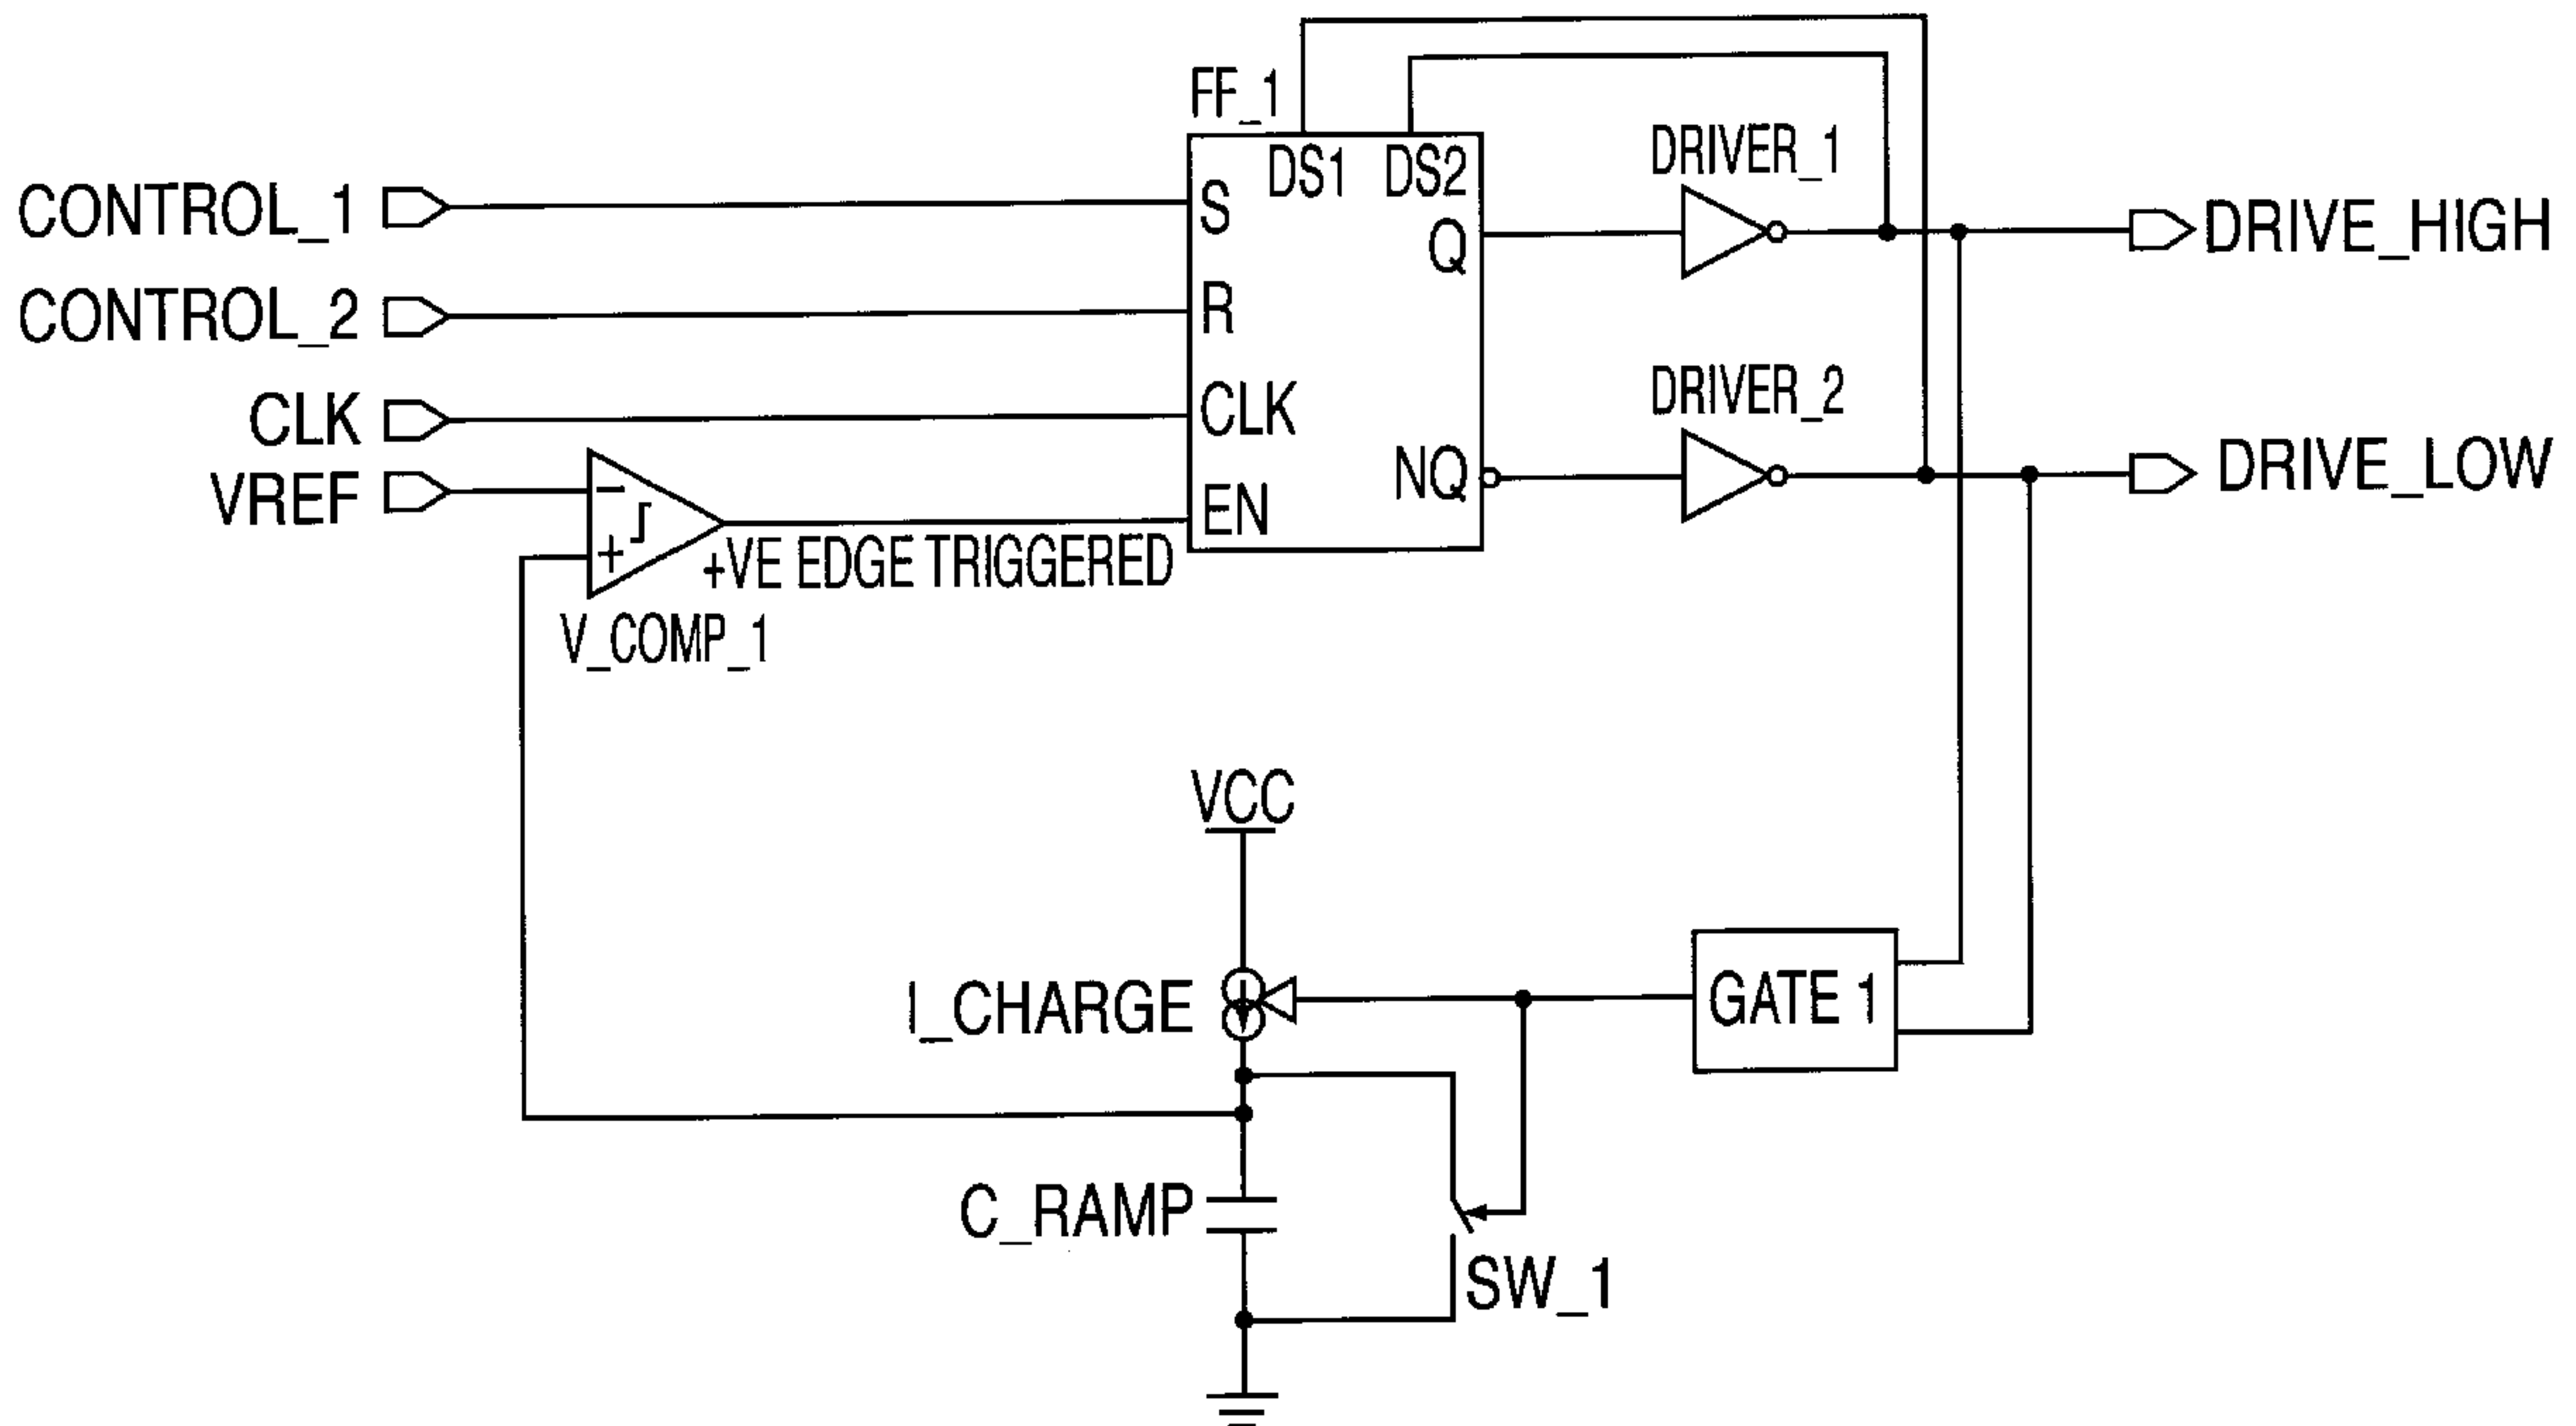 FF_1
DS1 DS2
DRIVER_1
CONTROL_1
S
Q
DRIVE_HIGH
CONTROL_2
R
CLK
CLK
DRIVER_2
VREF
−
+
EN
NQ
DRIVE_LOW
+VE EDGE TRIGGERED
V_COMP_1
VCC
I_CHARGE
GATE 1
C_RAMP
SW_1